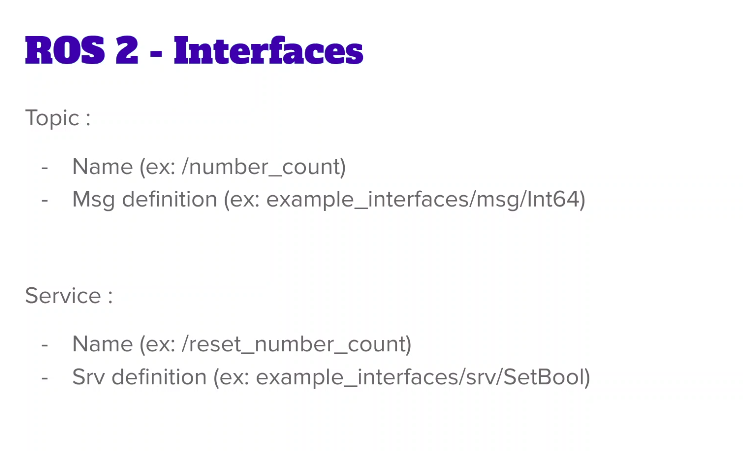 ROS 2 - Interfaces
Topic :
- Name (ex: /number_count)
- Msg definition (ex: example_interfaces/msg/Int64)
Service :
- Name (ex: /reset_number_count)
- Srv definition (ex: example_interfaces/srv/SetBool)